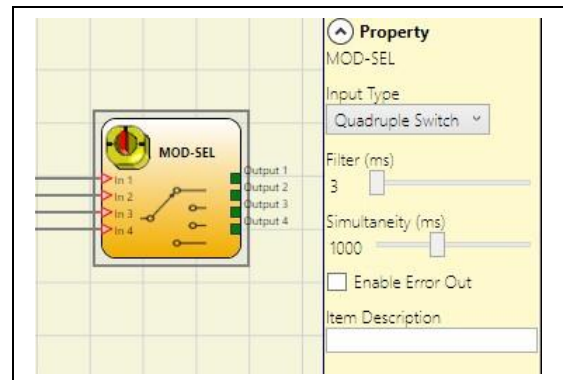 MOD-SEL
In 1
In 2
In 3
In 4
Output 1
Output 2
Output 3
Output 4
Property
MOD-SEL
Input Type
Quadruple Switch
Filter (ms)
3
Simultaneity (ms)
1000
Enable Error Out
Item Description